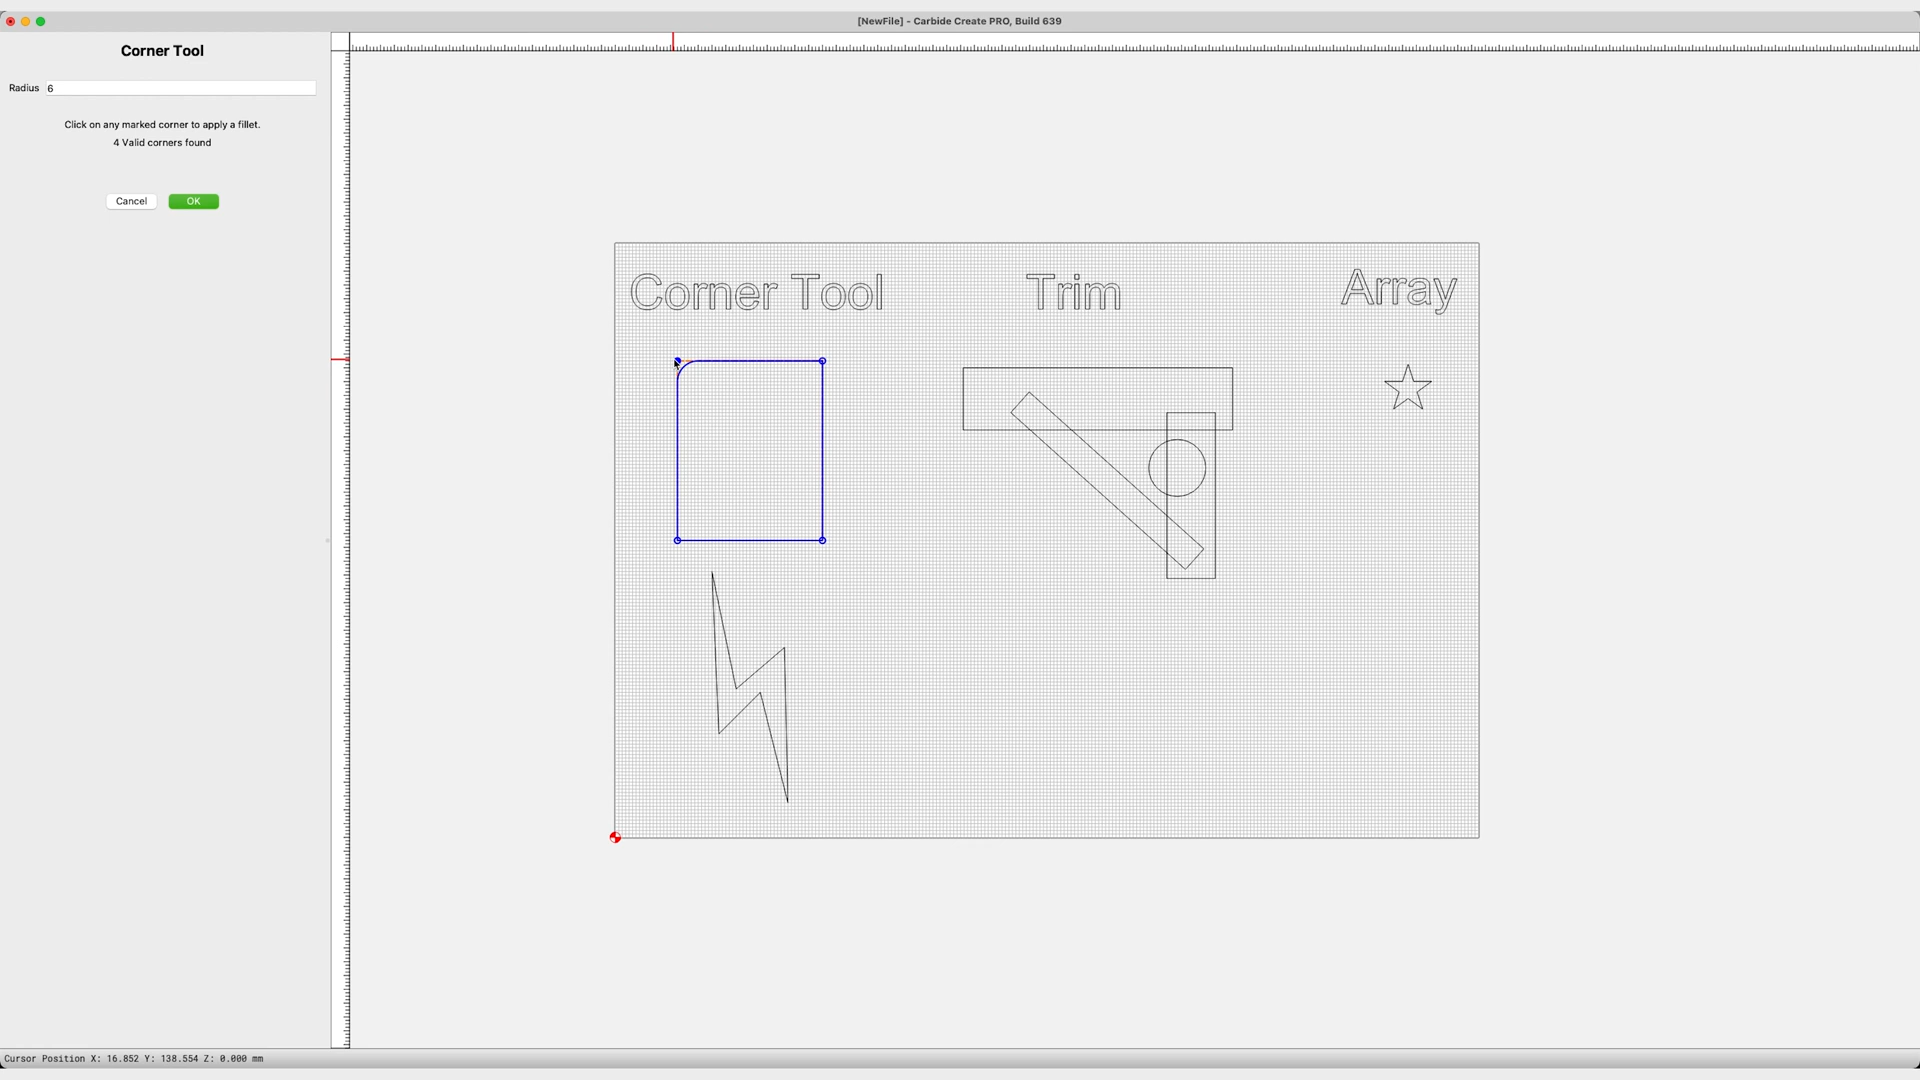 [NewFile] - Carbide Create PRO, Build 639
Corner Tool
Radius 6
Click on any marked corner to apply a fillet.
4 Valid corners found
Cancel OK
Corner Tool Trim Array
Cursor Position X: 16.852 Y: 138.554 Z: 0.000 mm